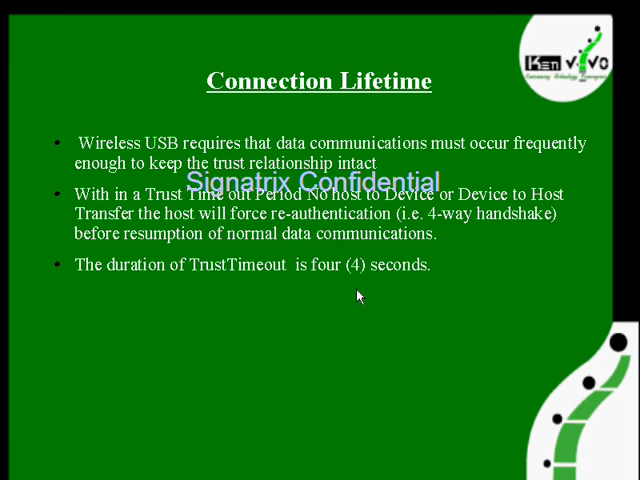 Ken ViVo
Connection Lifetime
• Wireless USB requires that data communications must occur frequently
enough to keep the trust relationship intact
Signatrix Confidential
• With in a Trust Time out Period No host to Device or Device to Host
Transfer the host will force re-authentication (i.e. 4-way handshake)
before resumption of normal data communications.
• The duration of TrustTimeout is four (4) seconds.